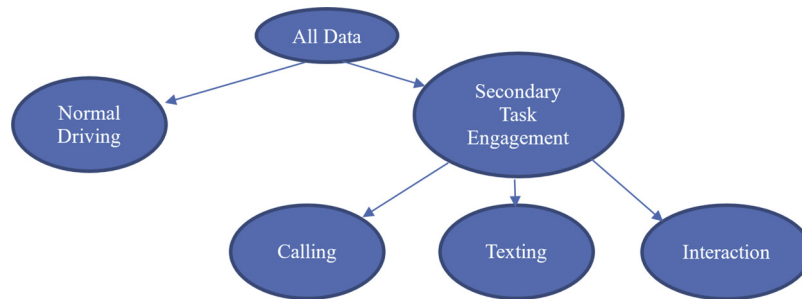 All Data
Normal
Driving
Secondary
Task
Engagement
Calling
Texting
Interaction